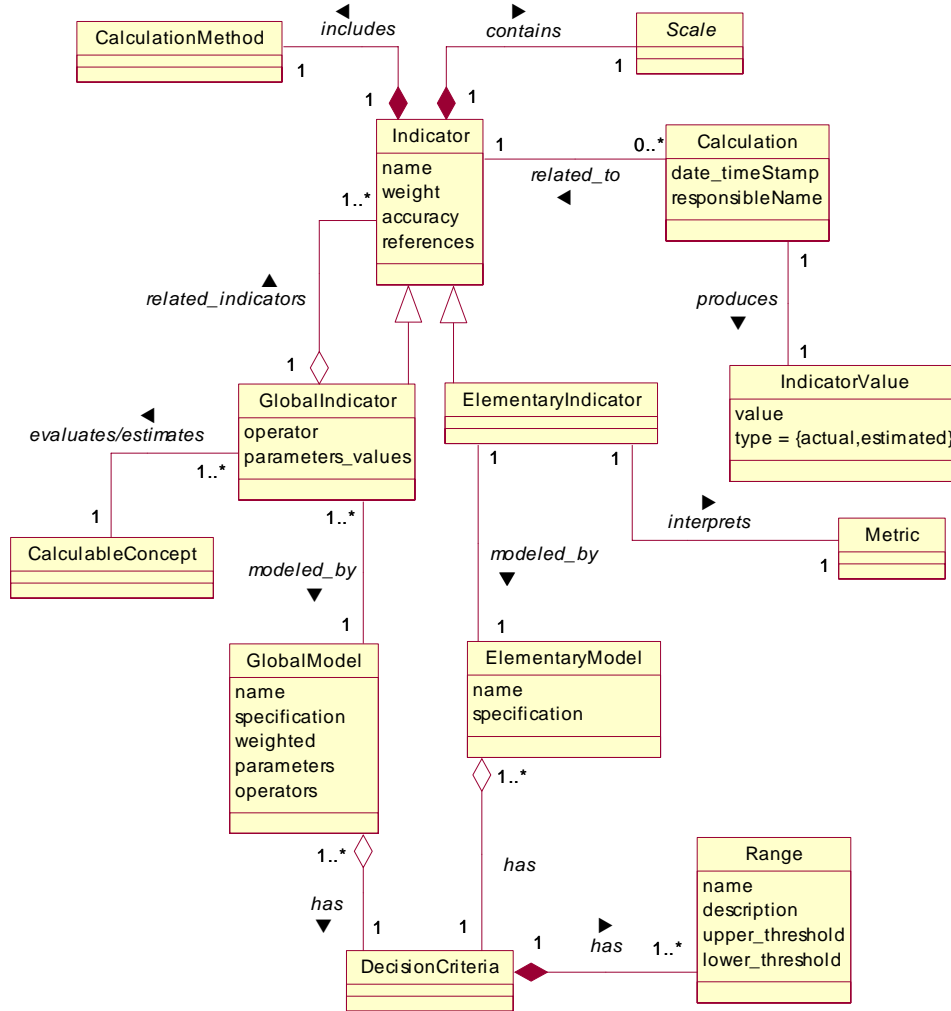 CalculationMethod
includes
1
1
contains
1
1
Scale
Indicator
name
weight
accuracy
references
1
0..*
related_to
Calculation
date_timeStamp
responsibleName
1..*
related_indicators
1
1
produces
1
GlobalIndicator
operator
parameters_values
ElementaryIndicator
IndicatorValue
value
type = {actual,estimated}
evaluates/estimates
1..*
1
CalculableConcept
1..*
modeled_by
1
1
modeled_by
1
1
interprets
1
Metric
GlobalModel
name
specification
weighted
parameters
operators
ElementaryModel
name
specification
1..*
has
1
1..*
has
1
DecisionCriteria
1
has
1..*
Range
name
description
upper_threshold
lower_threshold